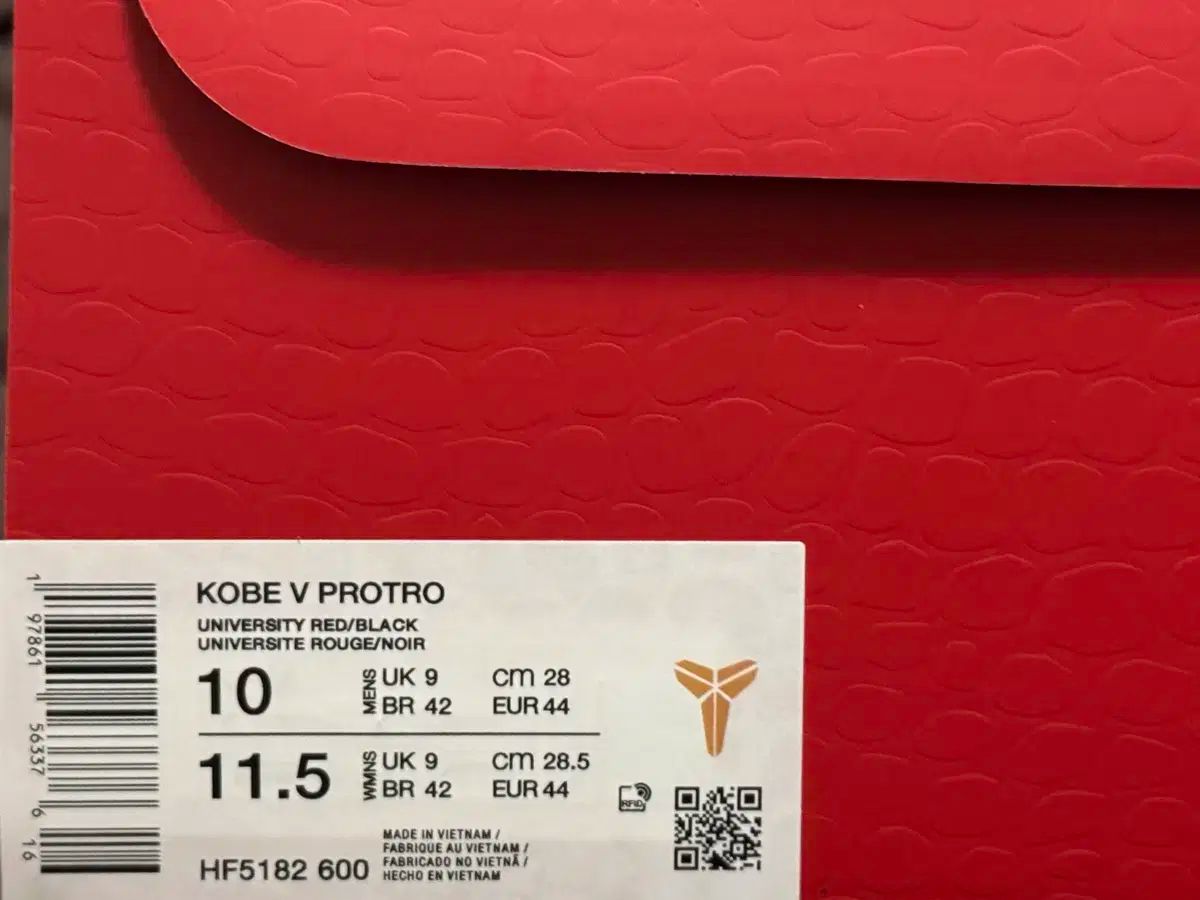 KOBE V PROTRO
UNIVERSITY RED/BLACK
UNIVERSITE ROUGE/NOIR
10 MENS UK 9 cm 28
BR 42 EUR 44
11.5 WMNS UK 9 cm 28.5
BR 42 EUR 44
MADE IN VIETNAM /
FABRIQUE AU VIETNAM /
FABRICADO NO VIETNÃ /
HECHO EN VIETNAM
HF5182 600
RFID
1 97861 56337 6 16